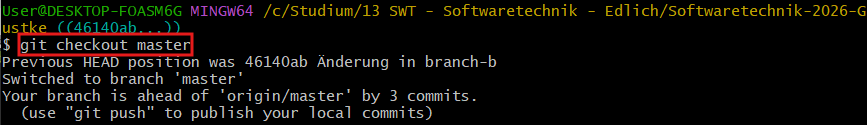 User@DESKTOP-FOASM6G MINGW64 /c/Studium/13 SWT - Softwaretechnik - Edlich/Softwaretechnik-2026-G
ustke ((46140ab...))
$ git checkout master
Previous HEAD position was 46140ab Änderung in branch-b
Switched to branch 'master'
Your branch is ahead of 'origin/master' by 3 commits.
  (use "git push" to publish your local commits)